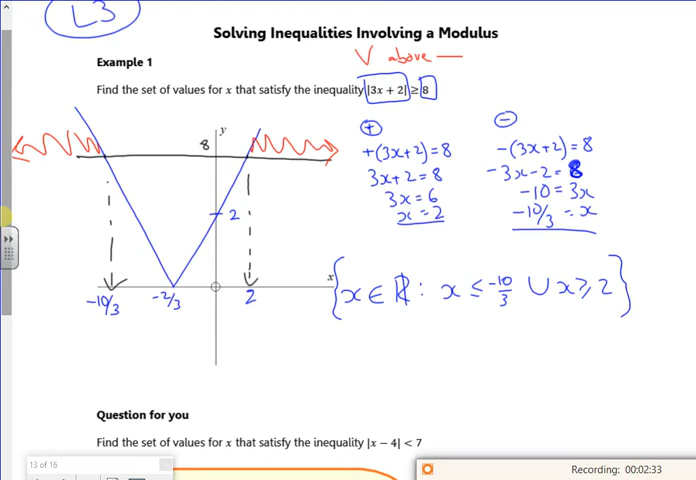 L3
Solving Inequalities Involving a Modulus
Example 1
V above —
Find the set of values for x that satisfy the inequality |3x + 2| ≥ 8
y
8
2
x
-10/3
-2/3
2
+
+(3x+2)=8
3x+2=8
3x=6
x=2
−
-(3x+2)=8
-3x-2=8
-10=3x
-10/3=x
{x∈ℝ: x≤-10/3 ∪ x≥2}
Question for you
Find the set of values for x that satisfy the inequality |x − 4| < 7
13 of 16
Recording: 00:02:33